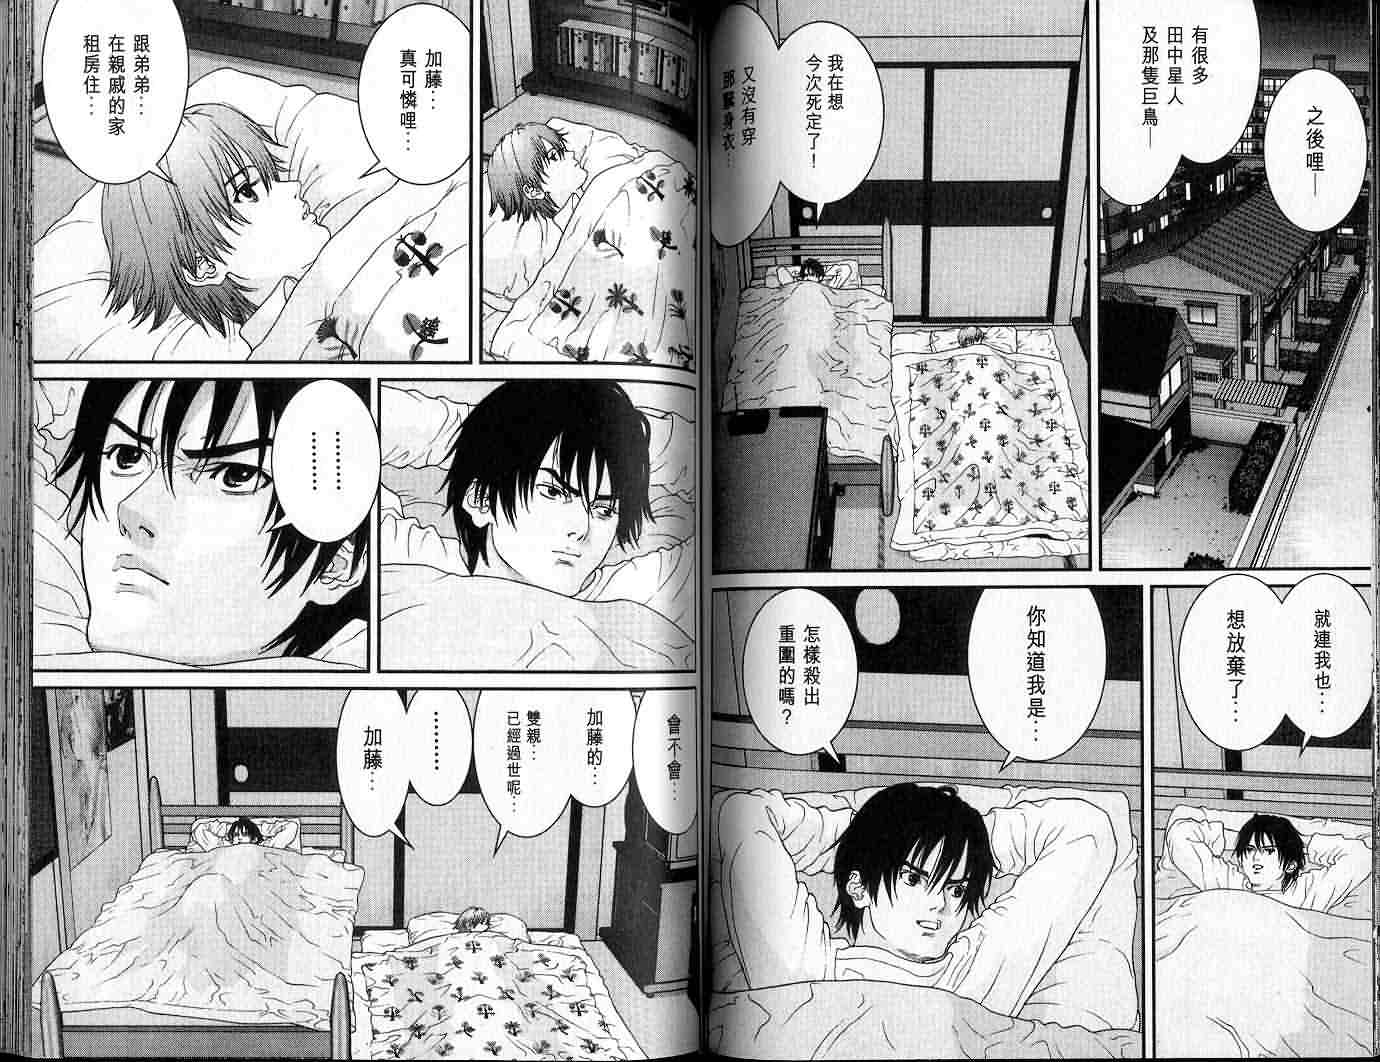 之後哩—
有很多
田中星人
及那隻巨鳥—
我在想
今次死定了!
又沒有穿
那套身衣…
就連我也…
想放棄了…
你知道我是…
怎樣殺出
重圍的嗎?
加藤…
真可憐哩…
跟弟弟…
在親戚的家
租房住…
………
………
會不會…
加藤的…
雙親…
已經過世呢…
………
加藤…